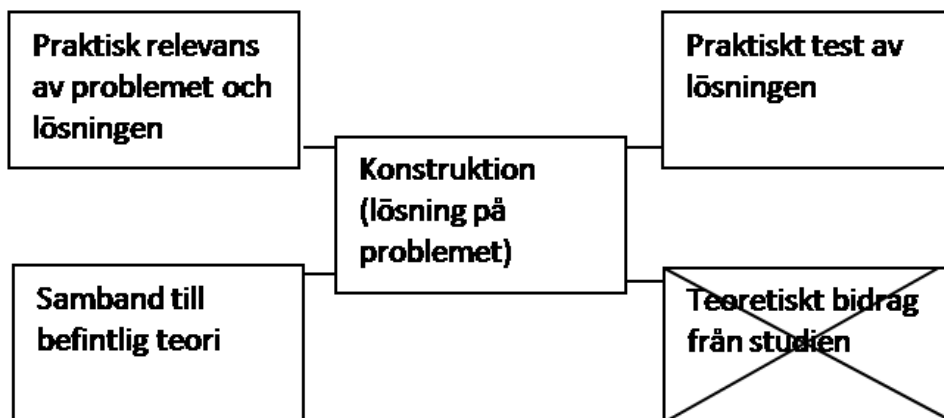 Praktisk relevans
av problemet och
lösningen
Praktiskt test av
lösningen
Konstruktion
(lösning på
problemet)
Samband till
befintlig teori
Teoretiskt bidrag
från studien